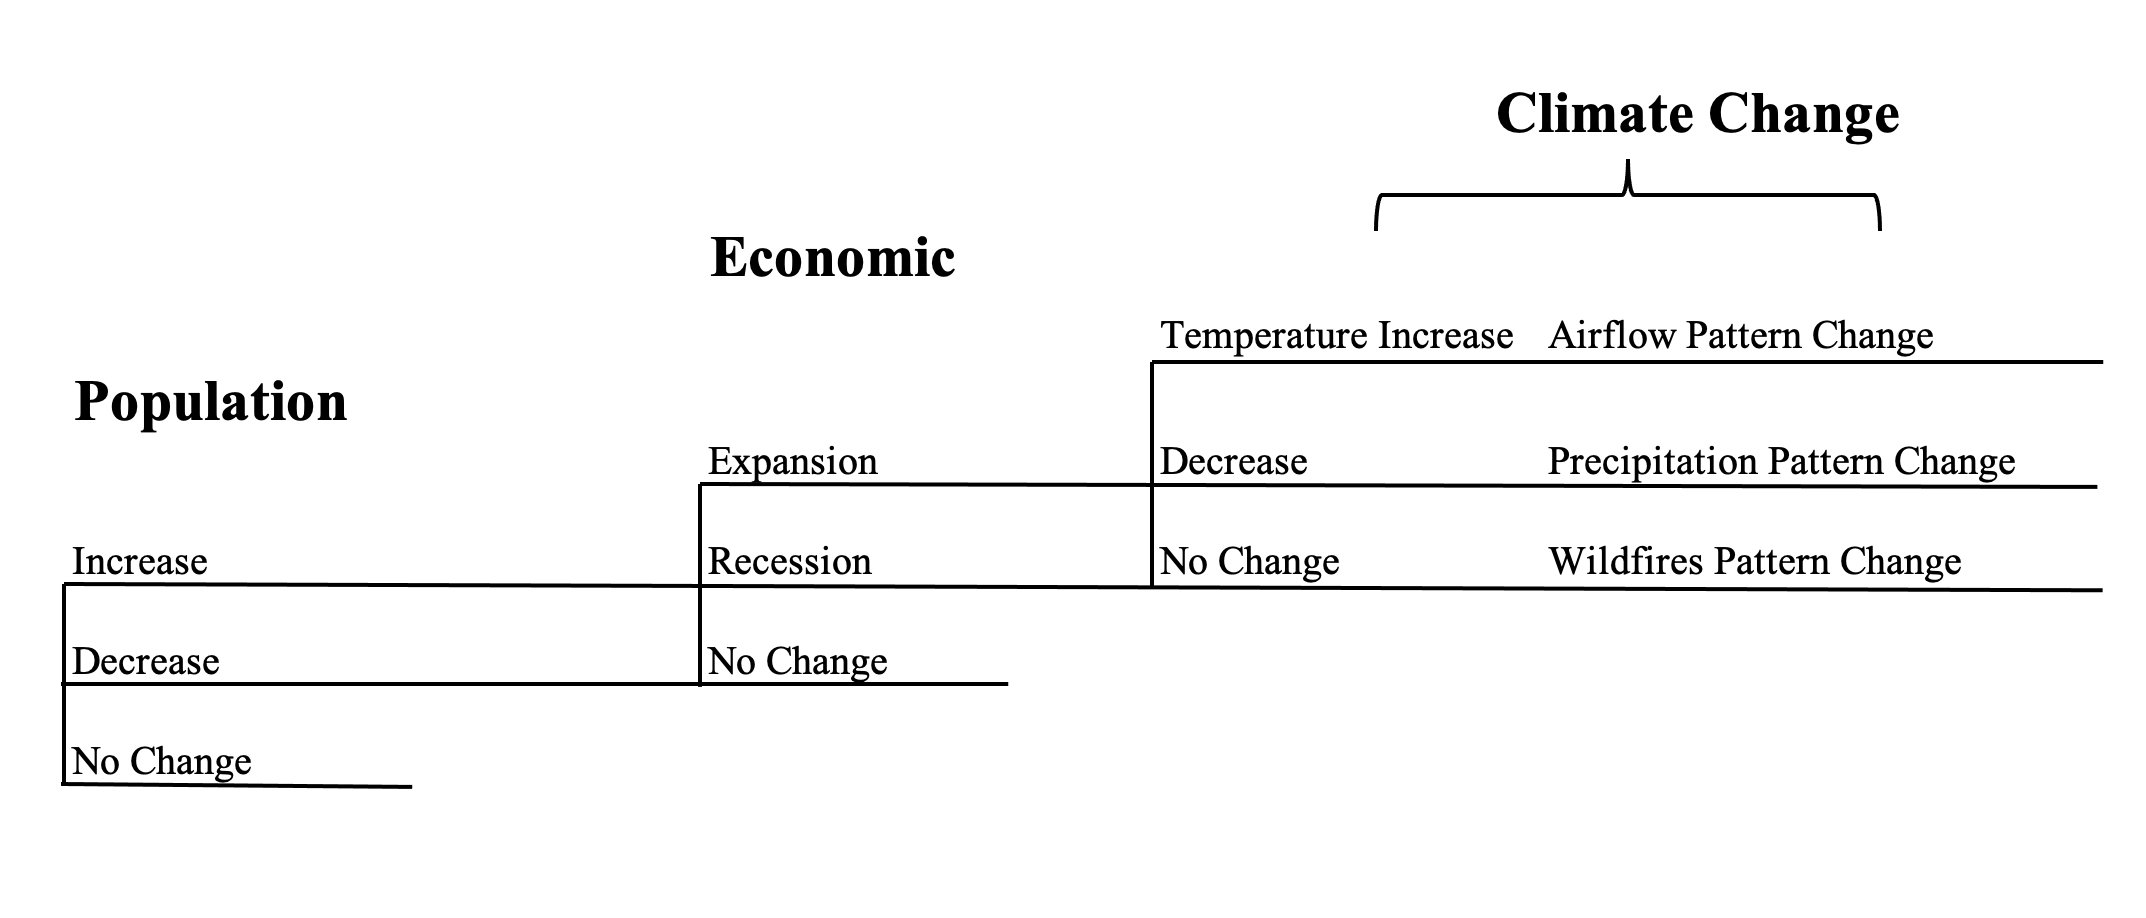 Climate Change
Economic
Temperature Increase Airflow Pattern Change
Population
Expansion Decrease Precipitation Pattern Change
Increase Recession No Change Wildfires Pattern Change
Decrease No Change
No Change